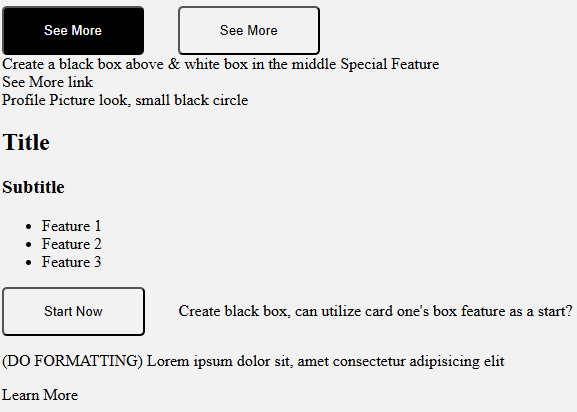 See More See More
Create a black box above & white box in the middle Special Feature
See More link
Profile Picture look, small black circle
Title
Subtitle
• Feature 1
• Feature 2
• Feature 3
Start Now Create black box, can utilize card one's box feature as a start?
(DO FORMATTING) Lorem ipsum dolor sit, amet consectetur adipisicing elit
Learn More